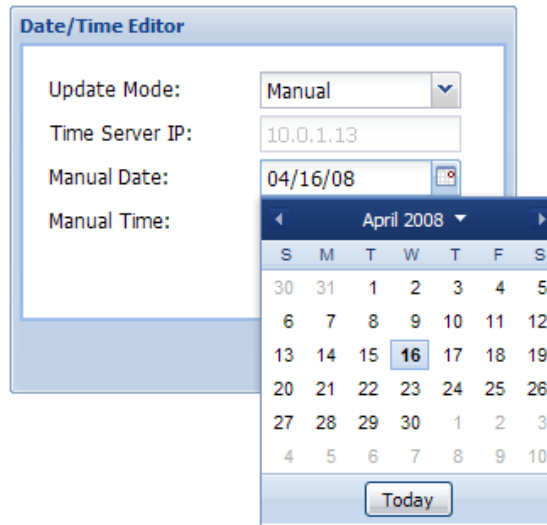 Date/Time Editor
Update Mode: Manual
Time Server IP: 10.0.1.13
Manual Date: 04/16/08
Manual Time:
April 2008
S M T W T F S
30 31 1 2 3 4 5
6 7 8 9 10 11 12
13 14 15 16 17 18 19
20 21 22 23 24 25 26
27 28 29 30 1 2 3
4 5 6 7 8 9 10
Today